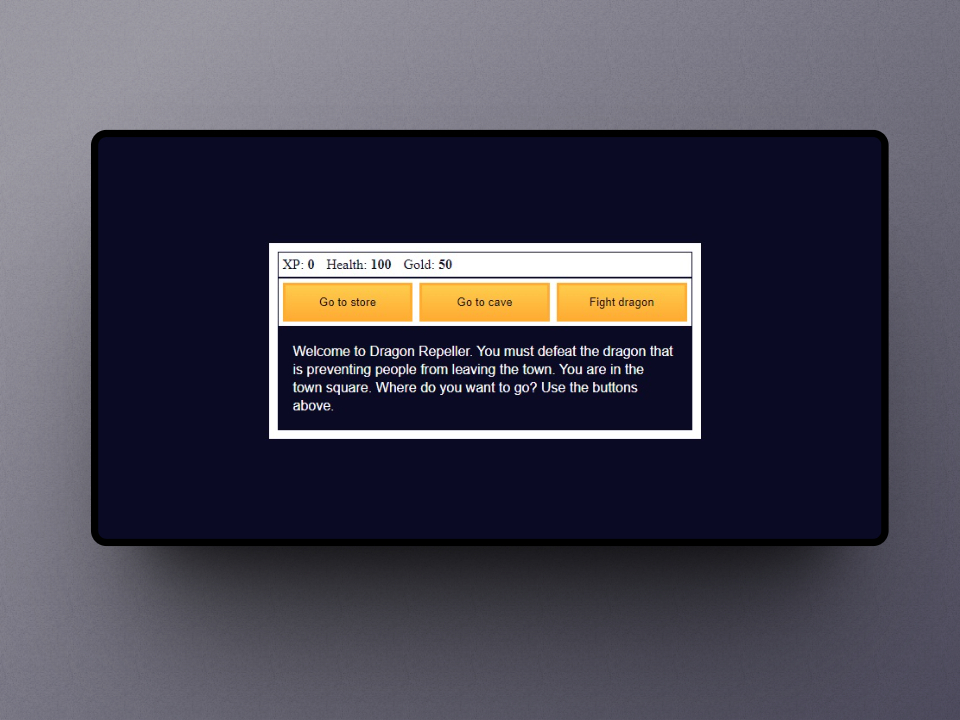 XP: 0 Health: 100 Gold: 50
Go to store Go to cave Fight dragon
Welcome to Dragon Repeller. You must defeat the dragon that
is preventing people from leaving the town. You are in the
town square. Where do you want to go? Use the buttons
above.